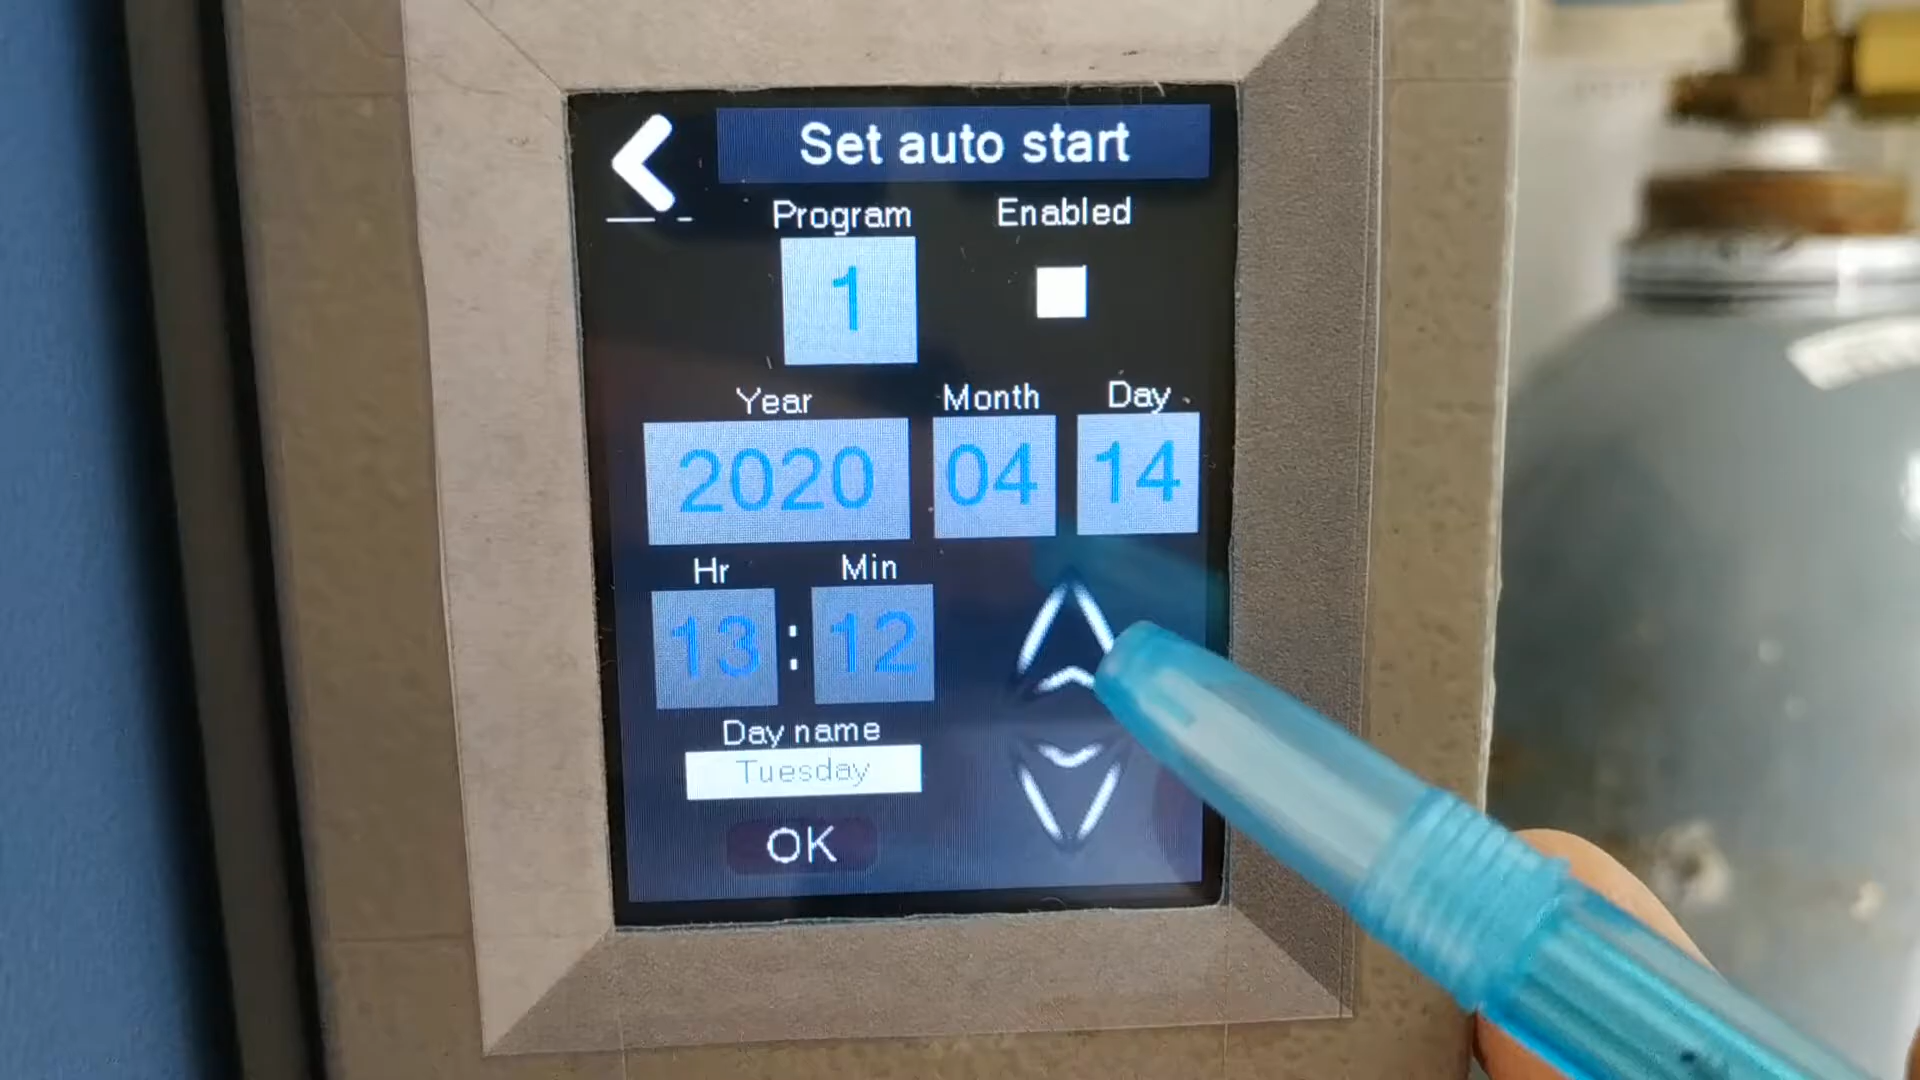 Set auto start
Program Enabled
1
Year Month Day
2020 04 14
Hr Min
13 : 12
Day name
Tuesday
OK